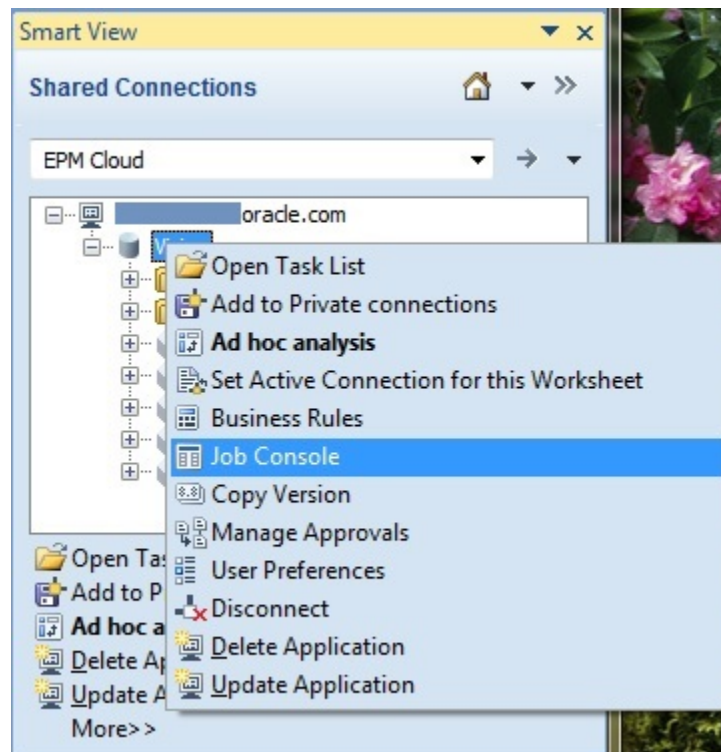 Smart View
Shared Connections
EPM Cloud
oracle.com
Open Task List
Add to Private connections
Ad hoc analysis
Set Active Connection for this Worksheet
Business Rules
Job Console
Copy Version
Manage Approvals
User Preferences
Disconnect
Delete Application
Update Application
Open
Add to
Ad hoc
Delete
Update
More>>